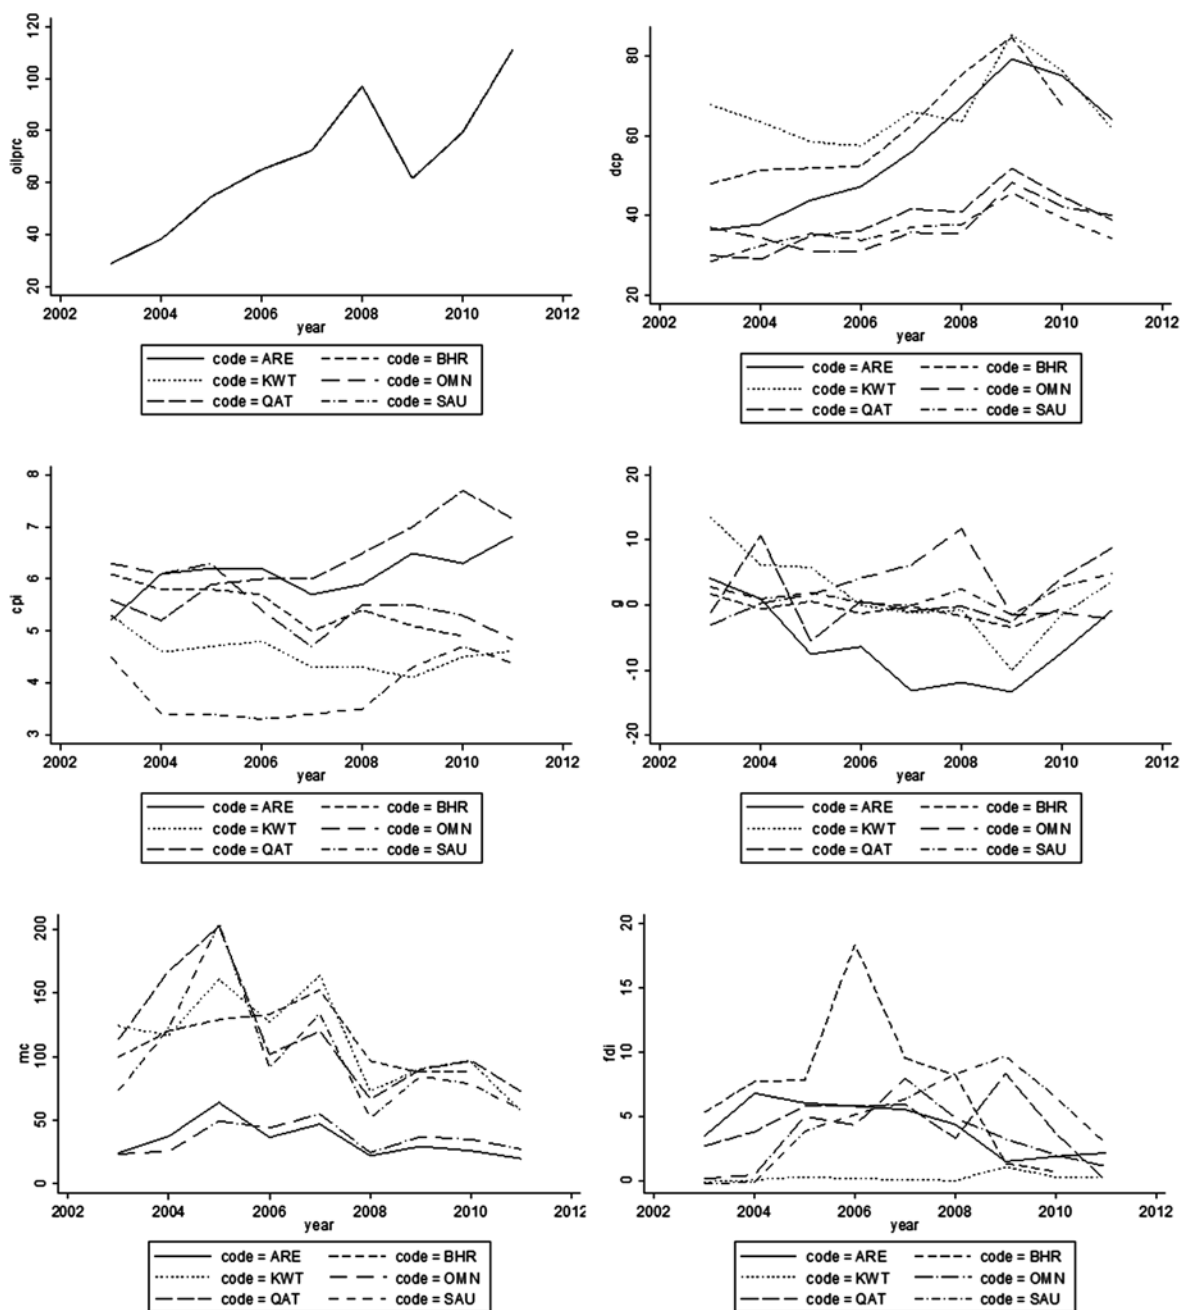 oilprc
120
100
80
60
40
20
2002 2004 2006 2008 2010 2012
year
code = ARE code = BHR
code = KWT code = OMN
code = QAT code = SAU
dcp
80
60
40
20
2002 2004 2006 2008 2010 2012
year
code = ARE code = BHR
code = KWT code = OMN
code = QAT code = SAU
cpi
8
7
6
5
4
3
2002 2004 2006 2008 2010 2012
year
code = ARE code = BHR
code = KWT code = OMN
code = QAT code = SAU
g
20
10
0
-10
-20
2002 2004 2006 2008 2010 2012
year
code = ARE code = BHR
code = KWT code = OMN
code = QAT code = SAU
mc
200
150
100
50
0
2002 2004 2006 2008 2010 2012
year
code = ARE code = BHR
code = KWT code = OMN
code = QAT code = SAU
fdi
20
15
10
5
0
2002 2004 2006 2008 2010 2012
year
code = ARE code = BHR
code = KWT code = OMN
code = QAT code = SAU